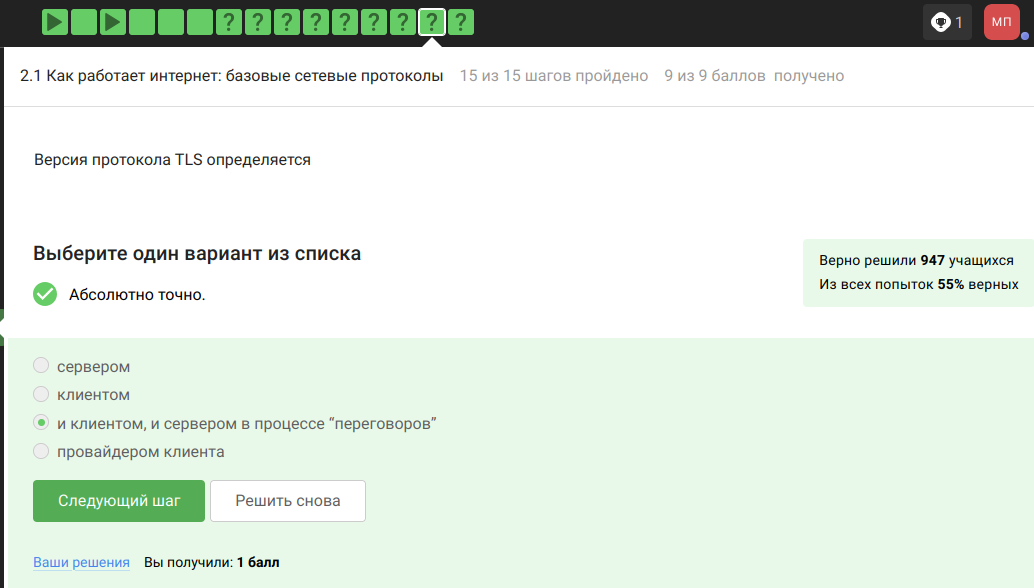 ? ? ? ? ? ? ? ? ?
1
МП
2.1 Как работает интернет: базовые сетевые протоколы 15 из 15 шагов пройдено 9 из 9 баллов получено
Версия протокола TLS определяется
Выберите один вариант из списка
Верно решили 947 учащихся
Из всех попыток 55% верных
Абсолютно точно.
сервером
клиентом
и клиентом, и сервером в процессе “переговоров”
провайдером клиента
Следующий шаг Решить снова
Ваши решения Вы получили: 1 балл